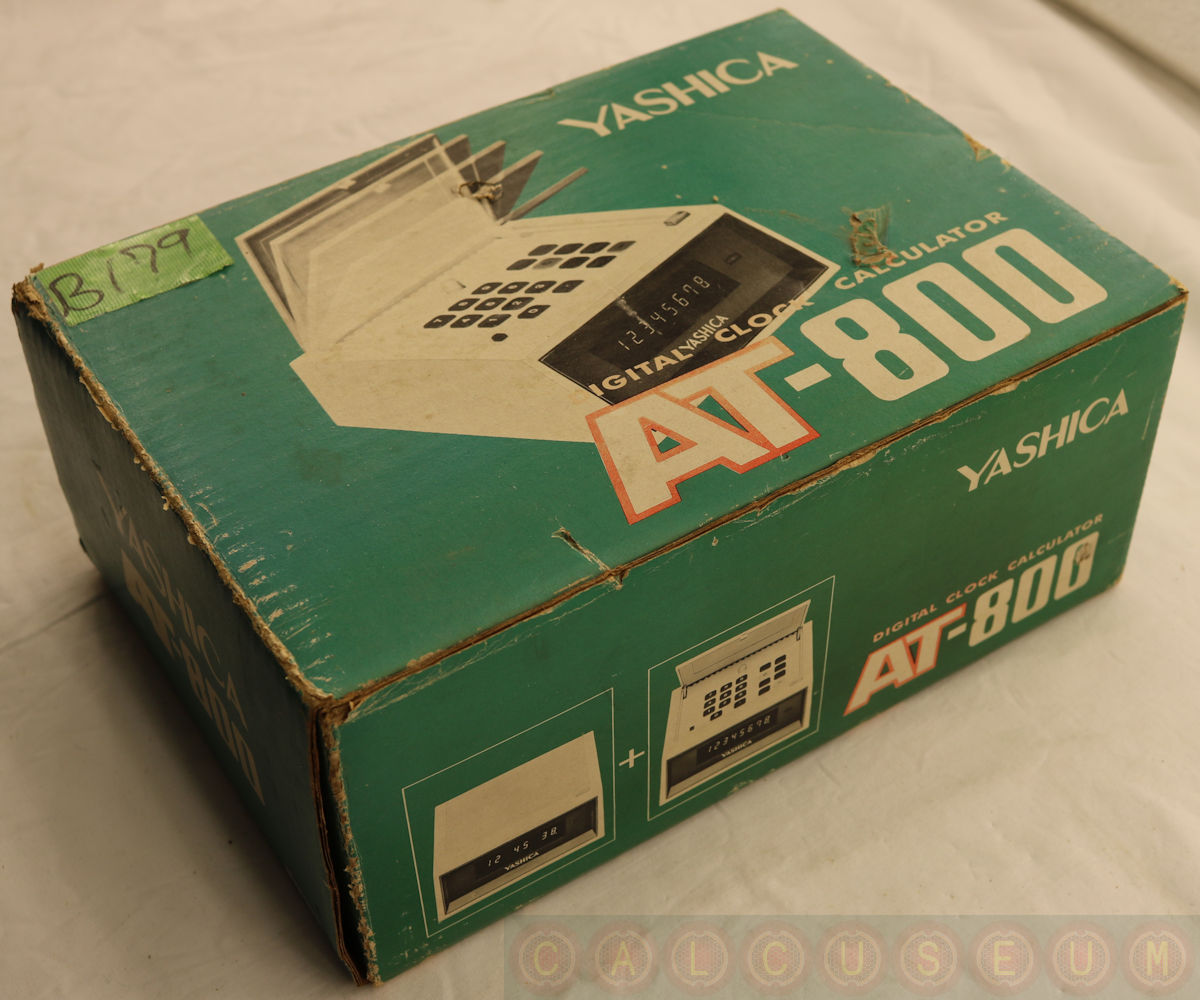 YASHICA
B179
12345678
YASHICA
DIGITAL CLOCK CALCULATOR
AT-800
YASHICA
DIGITAL CLOCK CALCULATOR
AT-800
12345678
YASHICA
+
12 45 38
YASHICA
YASHICA
AT-800
CALCUSEUM